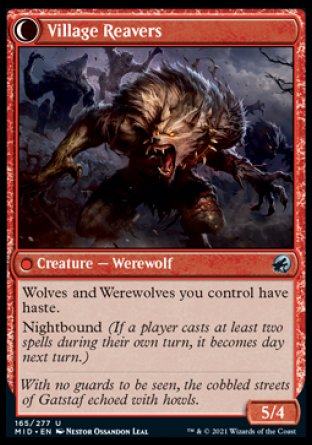 Village Reavers
Creature — Werewolf
Wolves and Werewolves you control have
haste.
Nightbound (If a player casts at least two
spells during their own turn, it becomes day
next turn.)
With no guards to be seen, the cobbled streets
of Gatstaf echoed with howls.
5/4
165/277 U
MID • EN Nestor Ossandon Leal
™ & © 2021 Wizards of the Coast